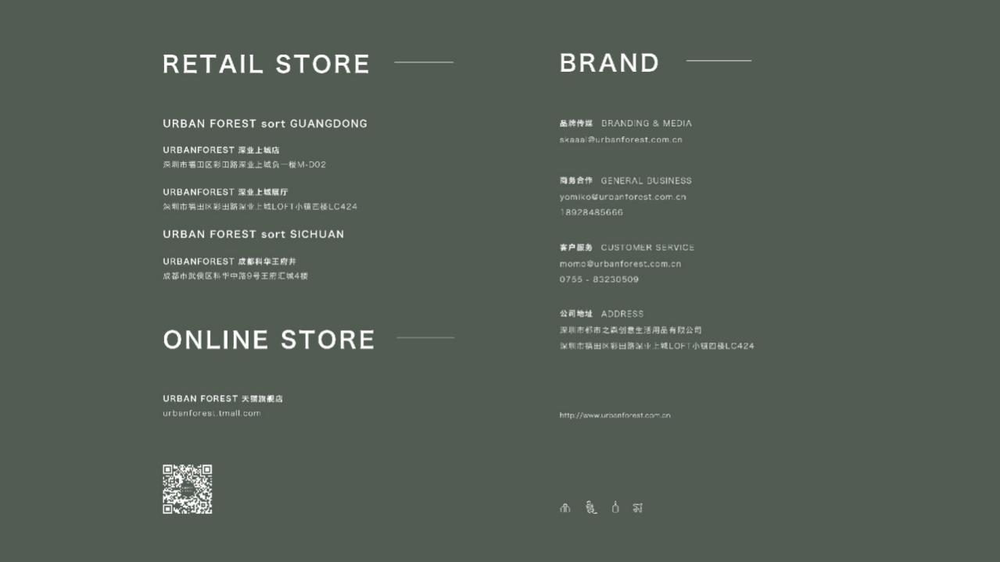 RETAIL STORE
URBAN FOREST sort GUANGDONG
URBANFOREST 深业上城店
深圳市福田区彩田路深业上城负一楼M-D02
URBANFOREST 深业上城展厅
深圳市福田区彩田路深业上城LOFT小镇四楼LC424
URBAN FOREST sort SICHUAN
URBANFOREST 成都科华王府井
成都市武侯区科华中路9号王府汇城4楼
ONLINE STORE
URBAN FOREST 天猫旗舰店
urbanforest.tmall.com
BRAND
品牌传媒 BRANDING & MEDIA
skaaal@urbanforest.com.cn
商务合作 GENERAL BUSINESS
yomiko@urbanforest.com.cn
18928485666
客户服务 CUSTOMER SERVICE
momo@urbanforest.com.cn
0755 - 83230509
公司地址 ADDRESS
深圳市都市之森创意生活用品有限公司
深圳市福田区彩田路深业上城LOFT小镇四楼LC424
http://www.urbanforest.com.cn